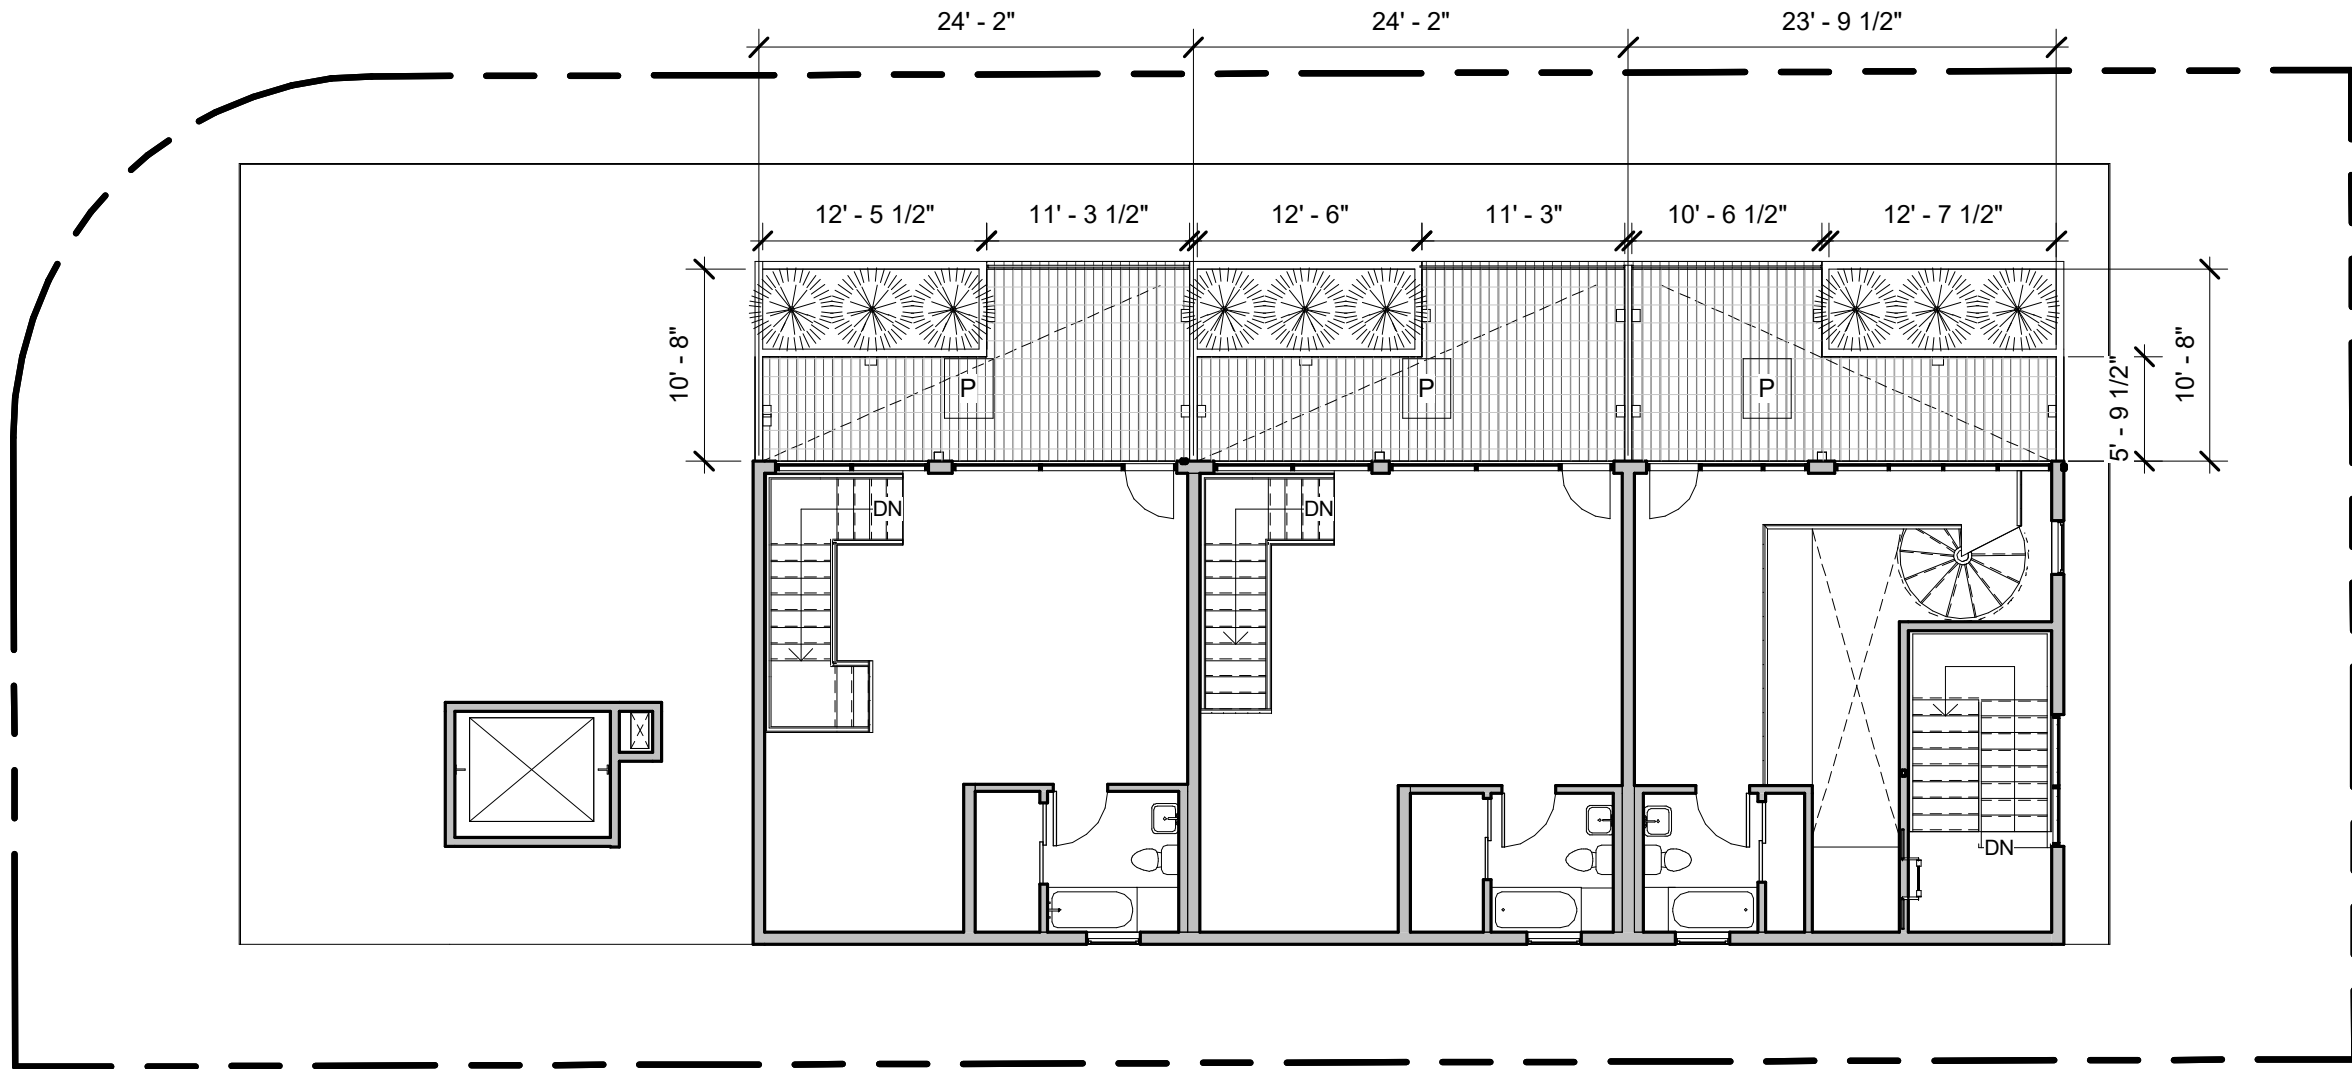 24' - 2"
24' - 2"
23' - 9 1/2"
12' - 5 1/2"
11' - 3 1/2"
12' - 6"
11' - 3"
10' - 6 1/2"
12' - 7 1/2"
10' - 8"
P
P
P
5' - 9 1/2"
10' - 8"
DN
DN
DN